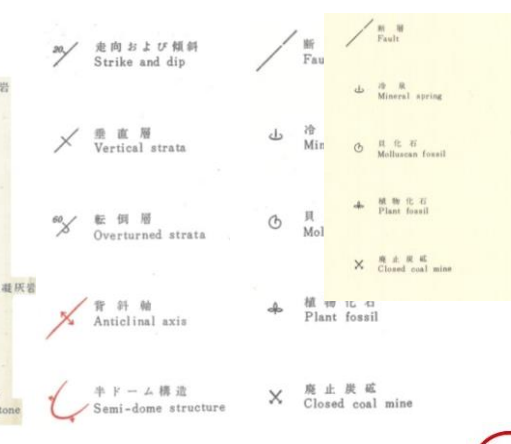 岩
凝灰岩
tone
20
走向および傾斜
Strike and dip
垂直層
Vertical strata
60
転倒層
Overturned strata
背斜軸
Anticlinal axis
半ドーム構造
Semi-dome structure
断
Fau
冷
Min
貝
Mol
植物化石
Plant fossil
廃止炭砿
Closed coal mine
断層
Fault
冷泉
Mineral spring
貝化石
Molluscan fossil
植物化石
Plant fossil
廃止炭砿
Closed coal mine